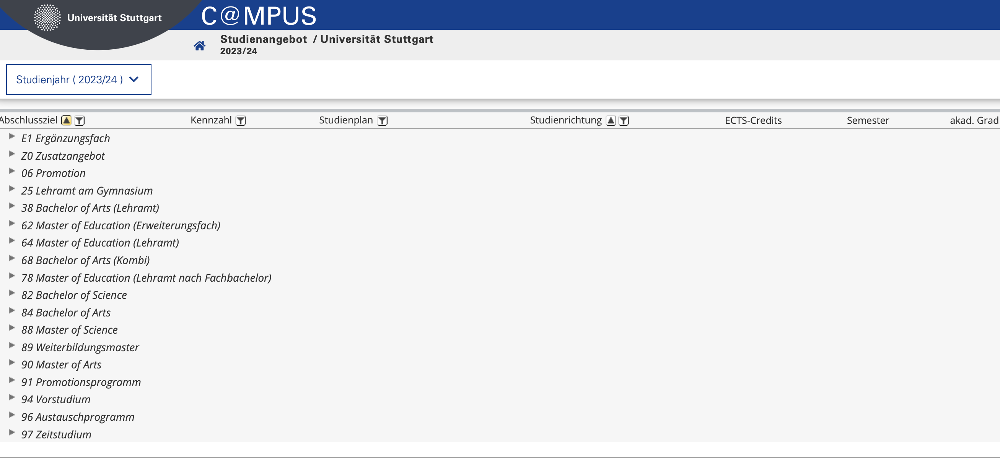 Universität Stuttgart
C@MPUS
Studienangebot / Universität Stuttgart
2023/24
Studienjahr ( 2023/24 )
Abschlussziel Kennzahl Studienplan Studienrichtung ECTS-Credits Semester akad. Grad
E1 Ergänzungsfach
Z0 Zusatzangebot
06 Promotion
25 Lehramt am Gymnasium
38 Bachelor of Arts (Lehramt)
62 Master of Education (Erweiterungsfach)
64 Master of Education (Lehramt)
68 Bachelor of Arts (Kombi)
78 Master of Education (Lehramt nach Fachbachelor)
82 Bachelor of Science
84 Bachelor of Arts
88 Master of Science
89 Weiterbildungsmaster
90 Master of Arts
91 Promotionsprogramm
94 Vorstudium
96 Austauschprogramm
97 Zeitstudium